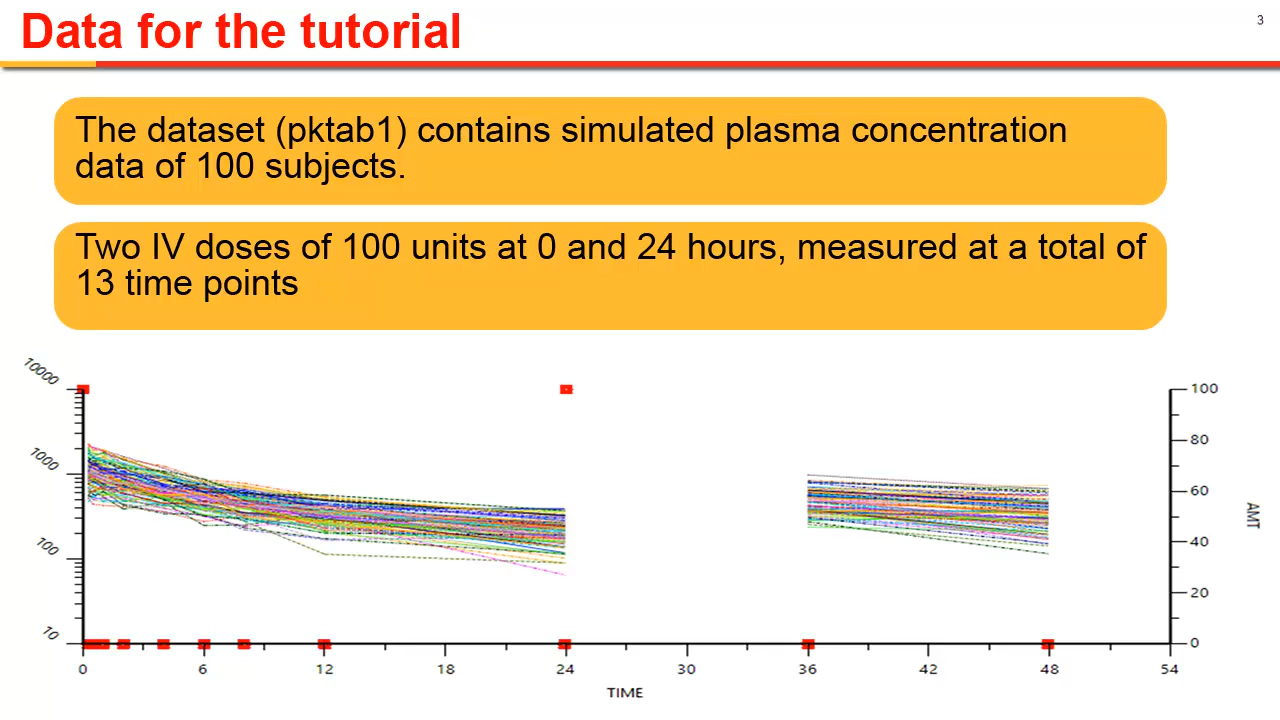 Data for the tutorial
3
The dataset (pktab1) contains simulated plasma concentration
data of 100 subjects.
Two IV doses of 100 units at 0 and 24 hours, measured at a total of
13 time points
10000
1000
100
10
100
80
60
40
20
0
AMT
0 6 12 18 24 30 36 42 48 54
TIME